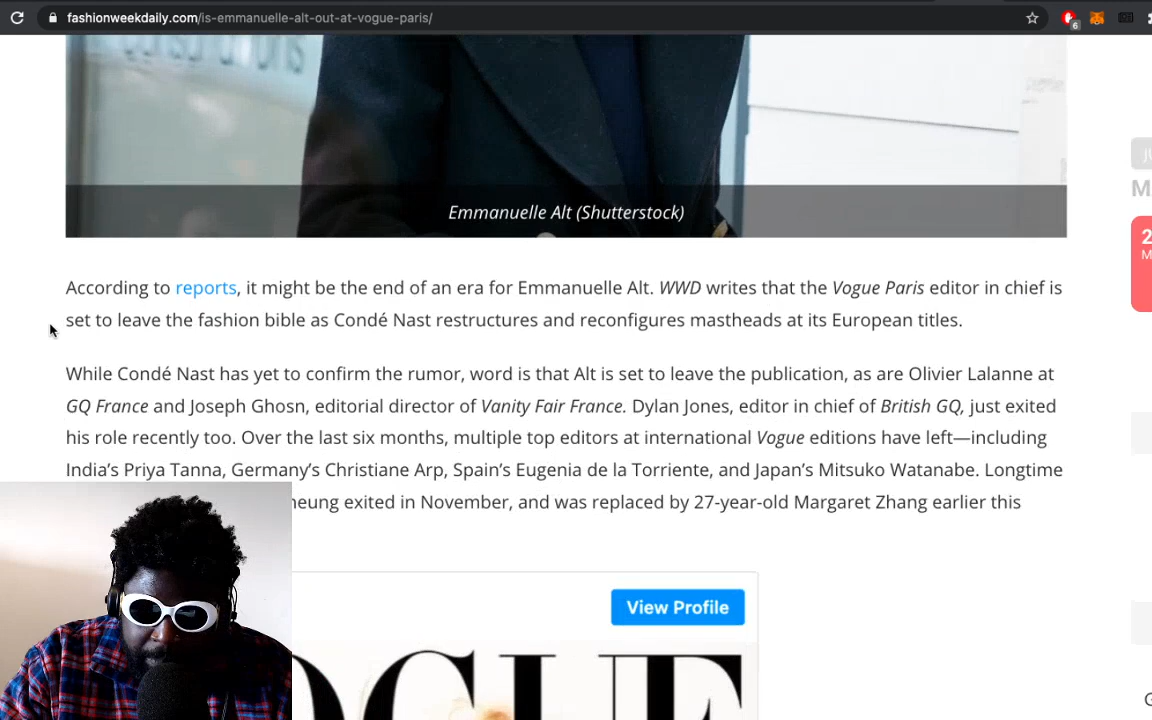 fashionweekdaily.com/is-emmanuelle-alt-out-at-vogue-paris/
6
Emmanuelle Alt (Shutterstock)
According to reports, it might be the end of an era for Emmanuelle Alt. WWD writes that the Vogue Paris editor in chief is
set to leave the fashion bible as Condé Nast restructures and reconfigures mastheads at its European titles.
While Condé Nast has yet to confirm the rumor, word is that Alt is set to leave the publication, as are Olivier Lalanne at
GQ France and Joseph Ghosn, editorial director of Vanity Fair France. Dylan Jones, editor in chief of British GQ, just exited
his role recently too. Over the last six months, multiple top editors at international Vogue editions have left—including
India's Priya Tanna, Germany's Christiane Arp, Spain's Eugenia de la Torriente, and Japan's Mitsuko Watanabe. Longtime
exited in November, and was replaced by 27-year-old Margaret Zhang earlier this
View Profile